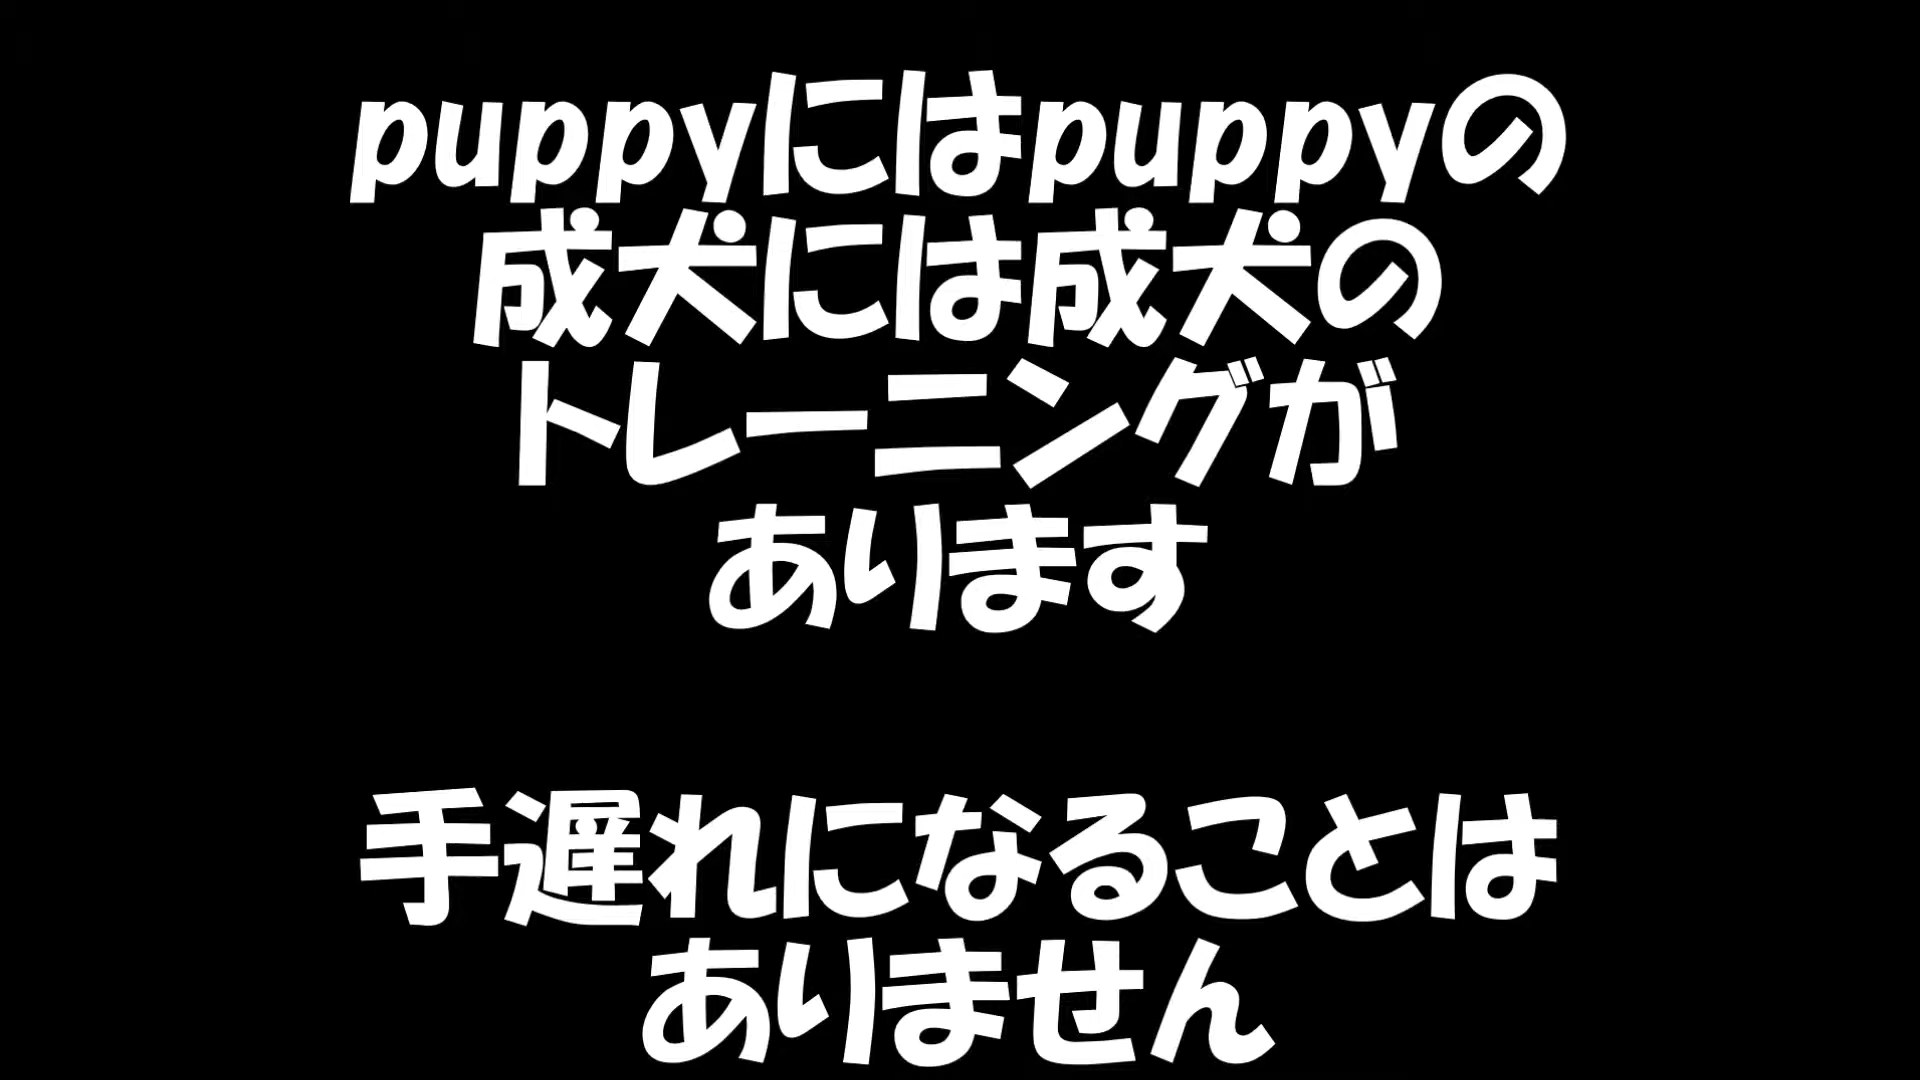 puppyにはpuppyの
成犬には成犬の
トレーニングが
あります
手遅れになることは
ありません